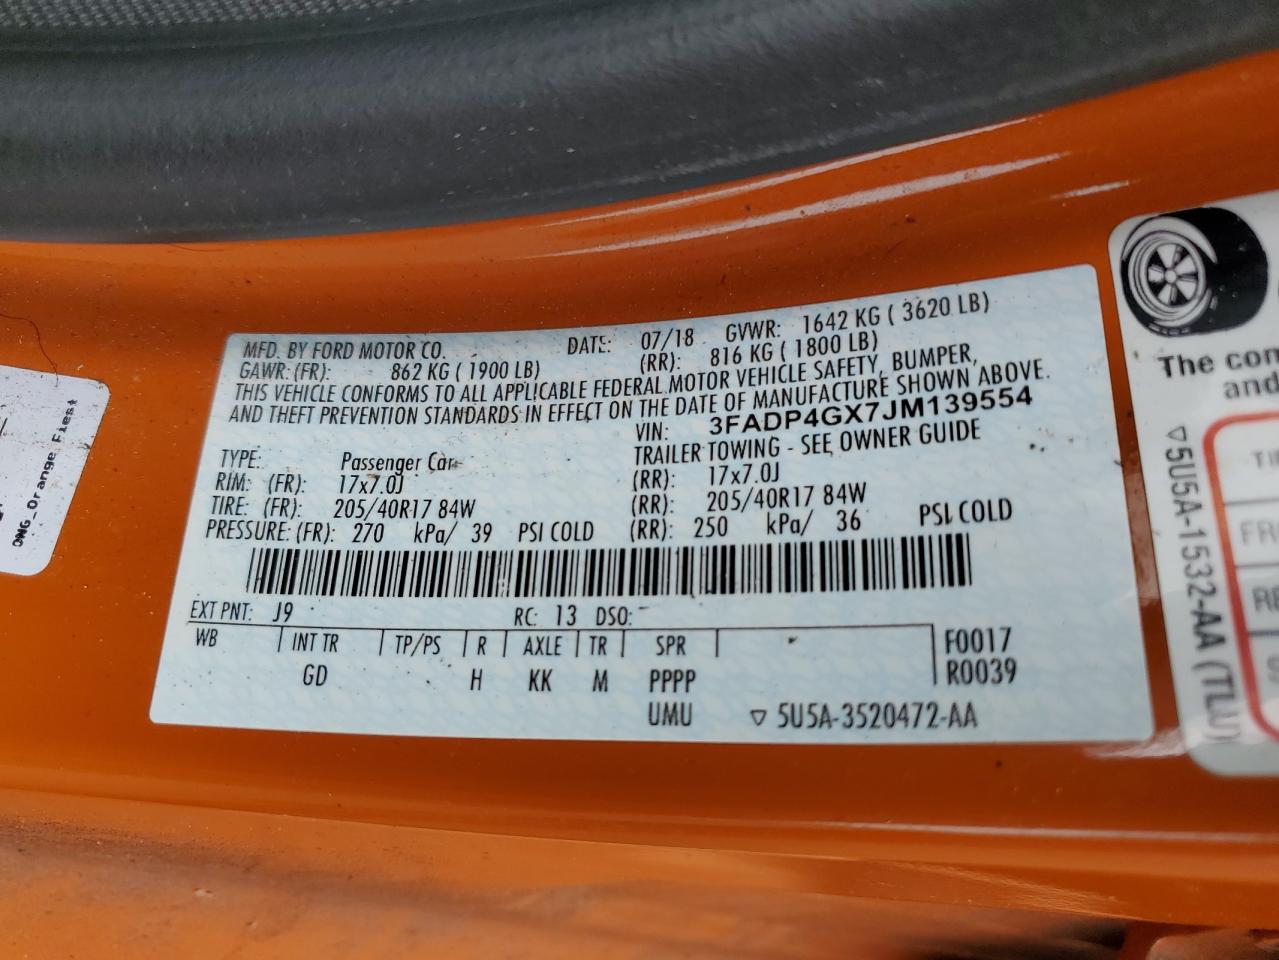 MFD. BY FORD MOTOR CO. DATE: 07/18 GVWR: 1642 KG ( 3620 LB)
GAWR: (FR): 862 KG ( 1900 LB) (RR): 816 KG ( 1800 LB)
THIS VEHICLE CONFORMS TO ALL APPLICABLE FEDERAL MOTOR VEHICLE SAFETY, BUMPER,
AND THEFT PREVENTION STANDARDS IN EFFECT ON THE DATE OF MANUFACTURE SHOWN ABOVE.
VIN: 3FADP4GX7JM139554
TYPE: Passenger Car TRAILER TOWING - SEE OWNER GUIDE
RIM: (FR): 17x7.0J (RR): 17x7.0J
TIRE: (FR): 205/40R17 84W (RR): 205/40R17 84W
PRESSURE: (FR): 270 kPa/ 39 PSI COLD (RR): 250 kPa/ 36 PSI COLD
EXT PNT: J9 RC: 13 DSO:
WB INT TR TP/PS R AXLE TR SPR F0017
GD H KK M PPPP R0039
UMU ▽ 5U5A-3520472-AA
OWG_Orange_Fiest
The con
and
▽5U5A-1532-AA (TLU)
TI
FR
RE